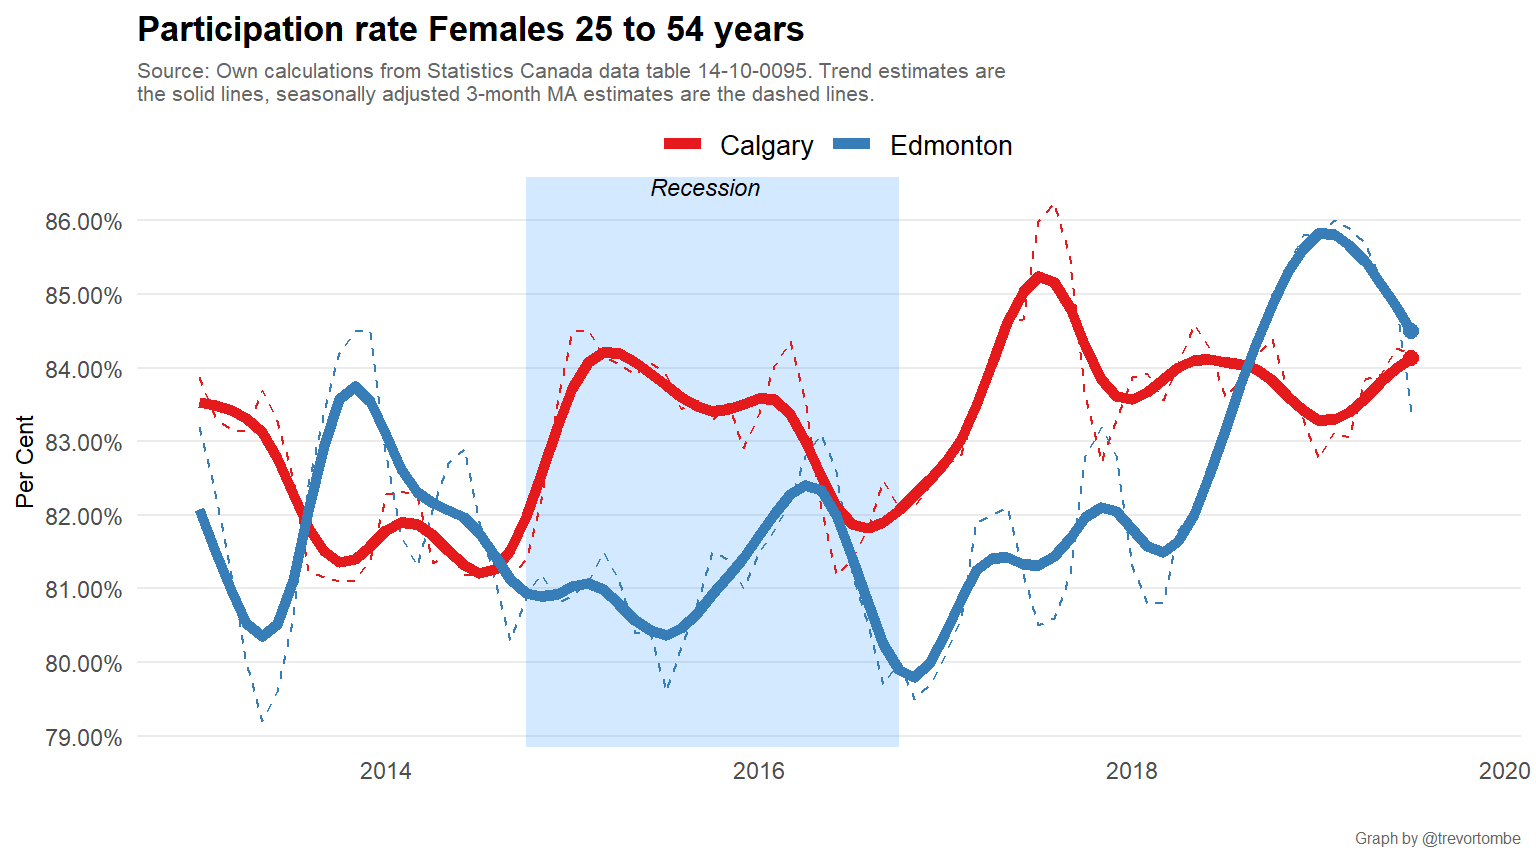 Participation rate Females 25 to 54 years
Source: Own calculations from Statistics Canada data table 14-10-0095. Trend estimates are
the solid lines, seasonally adjusted 3-month MA estimates are the dashed lines.
Calgary Edmonton
Recession
86.00%
85.00%
84.00%
83.00%
82.00%
81.00%
80.00%
79.00%
Per Cent
2014 2016 2018 2020
Graph by @trevortombe